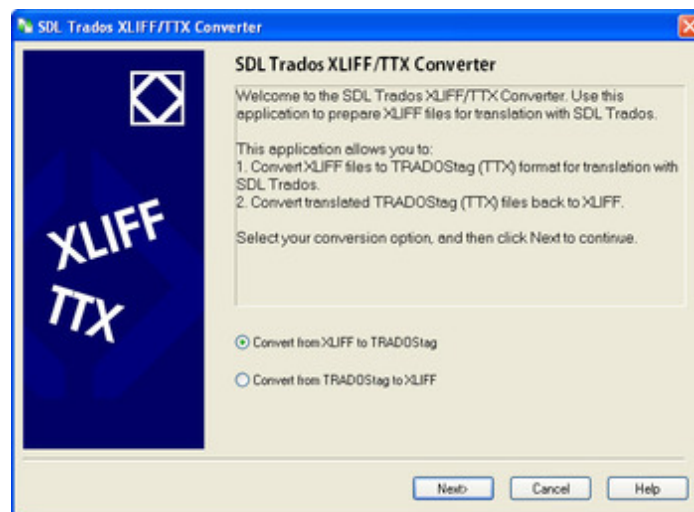 SDL Trados XLIFF/TTX Converter
SDL Trados XLIFF/TTX Converter
Welcome to the SDL Trados XLIFF/TTX Converter. Use this
application to prepare XLIFF files for translation with SDL Trados.
This application allows you to:
1. Convert XLIFF files to TRADOStag (TTX) format for translation with
SDL Trados.
2. Convert translated TRADOStag (TTX) files back to XLIFF.
Select your conversion option, and then click Next to continue.
XLIFF
TTX
Convert from XLIFF to TRADOStag
Convert from TRADOStag to XLIFF
Next>
Cancel
Help